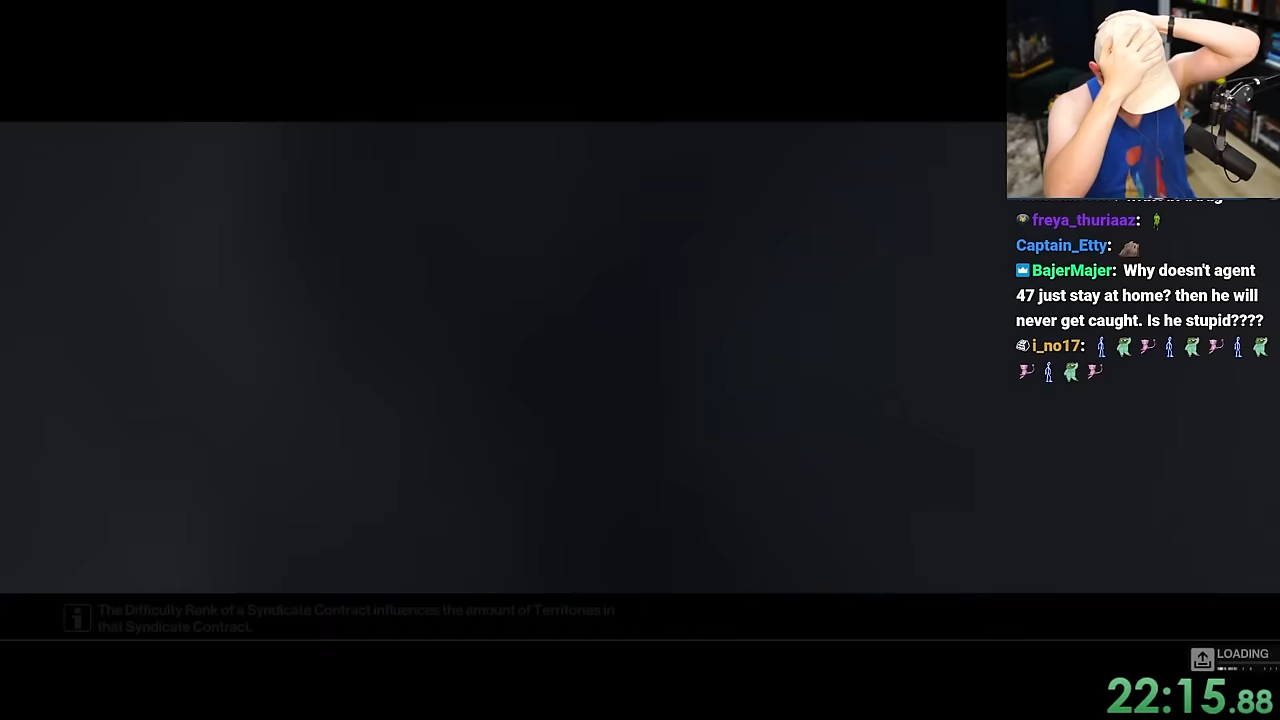 freya_thuriaaz:
Captain_Etty:
BajerMajer: Why doesn't agent
47 just stay at home? then he will
never get caught. Is he stupid????
i_no17:
The Difficulty Rank of a Syndicate Contract influences the amount of Territories in
that Syndicate Contract.
LOADING
22:15.88